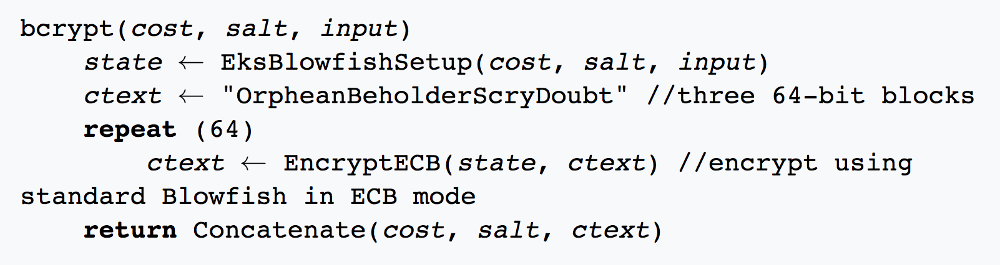 bcrypt(cost, salt, input)
    state ← EksBlowfishSetup(cost, salt, input)
    ctext ← "OrpheanBeholderScryDoubt" //three 64-bit blocks
    repeat (64)
        ctext ← EncryptECB(state, ctext) //encrypt using
standard Blowfish in ECB mode
    return Concatenate(cost, salt, ctext)